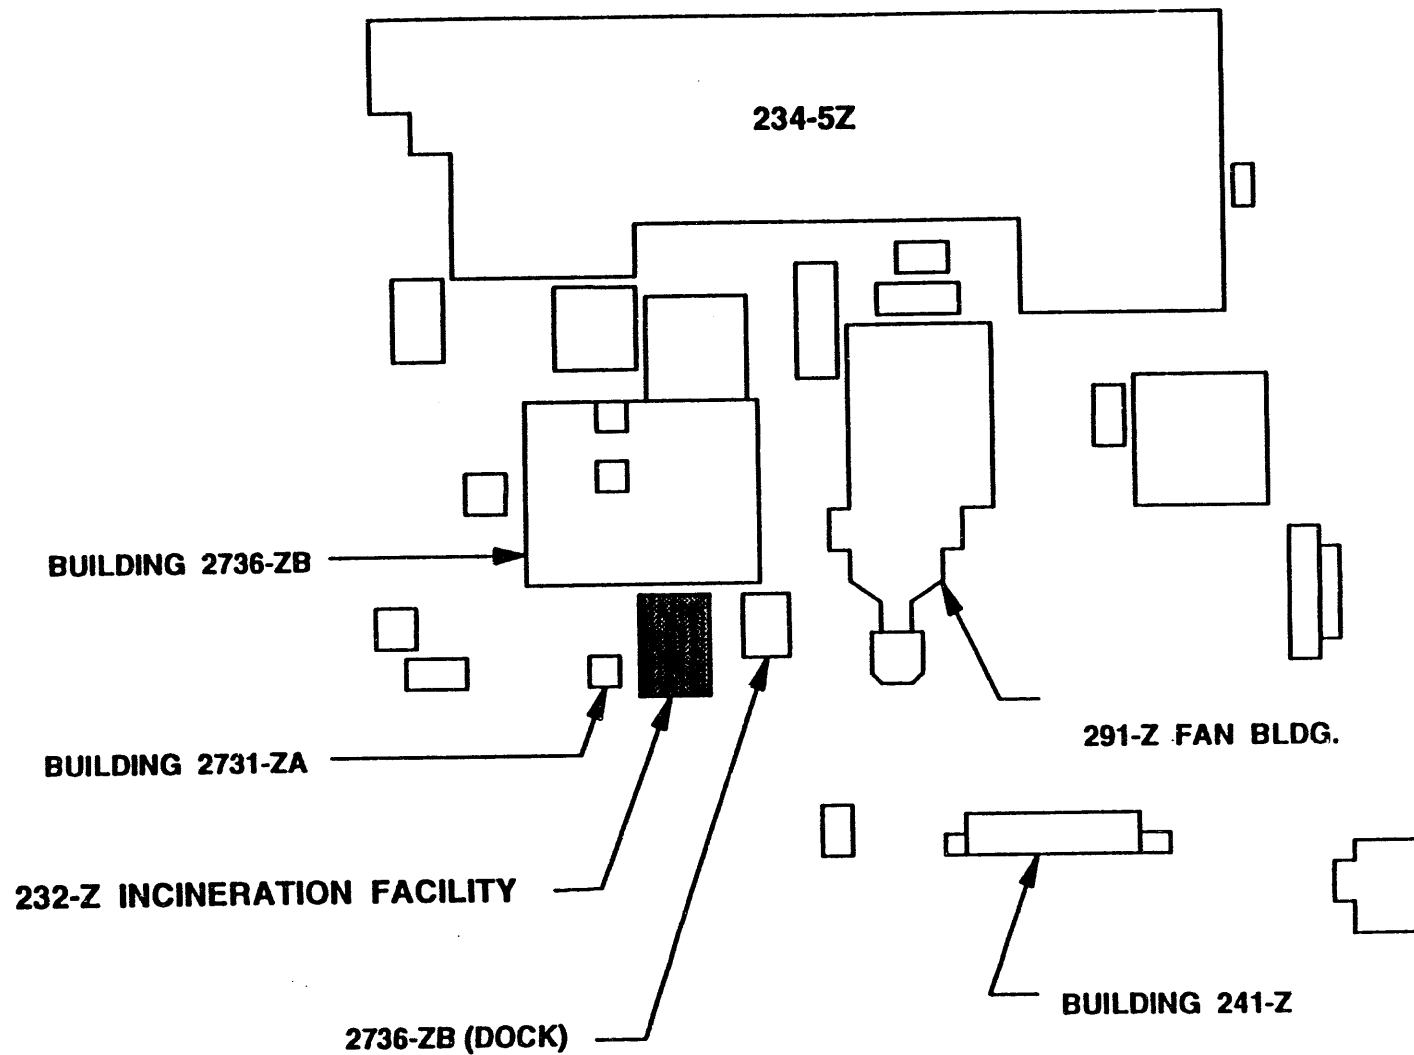 234-5Z
BUILDING 2736-ZB
291-Z FAN BLDG.
BUILDING 2731-ZA
232-Z INCINERATION FACILITY
BUILDING 241-Z
2736-ZB (DOCK)